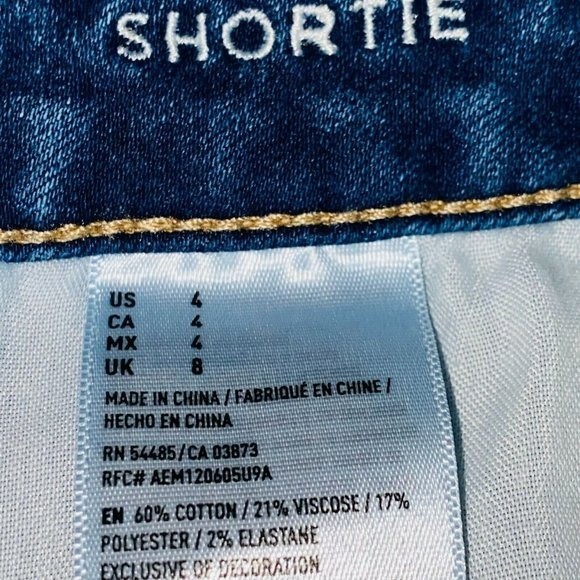 SHORTIE
US 4
CA 4
MX 4
UK 8
MADE IN CHINA / FABRIQUÉ EN CHINE /
HECHO EN CHINA
RN 54485/CA 03873
RFC# AEM120605U9A
EN 60% COTTON / 21% VISCOSE / 17%
POLYESTER / 2% ELASTANE
EXCLUSIVE OF DECORATION